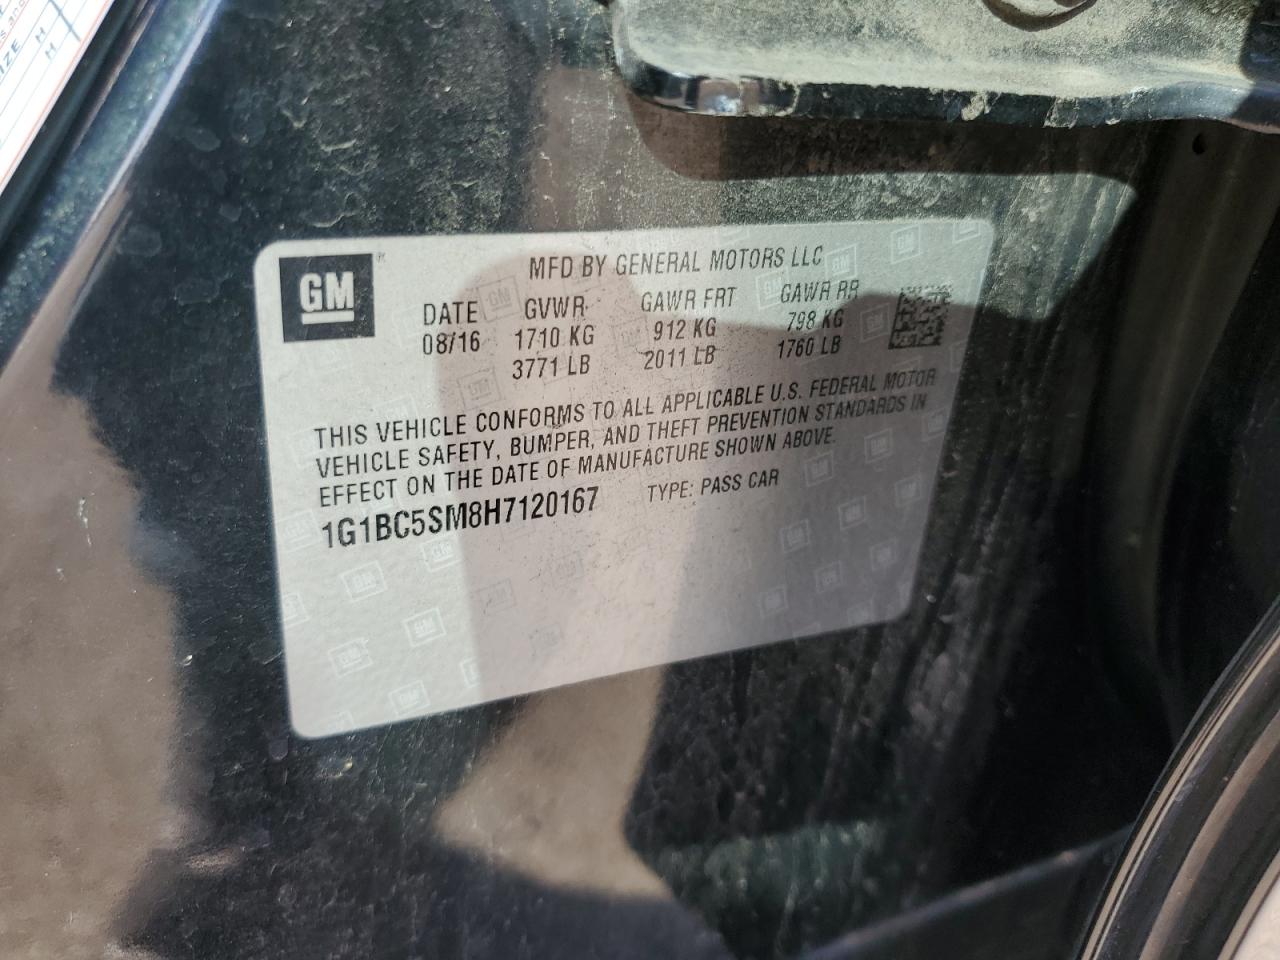 GM
MFD BY GENERAL MOTORS LLC
DATE GVWR GAWR FRT GAWR RR
08/16 1710 KG 912 KG 798 KG
3771 LB 2011 LB 1760 LB
THIS VEHICLE CONFORMS TO ALL APPLICABLE U.S. FEDERAL MOTOR
VEHICLE SAFETY, BUMPER, AND THEFT PREVENTION STANDARDS IN
EFFECT ON THE DATE OF MANUFACTURE SHOWN ABOVE.
1G1BC5SM8H7120167 TYPE: PASS CAR